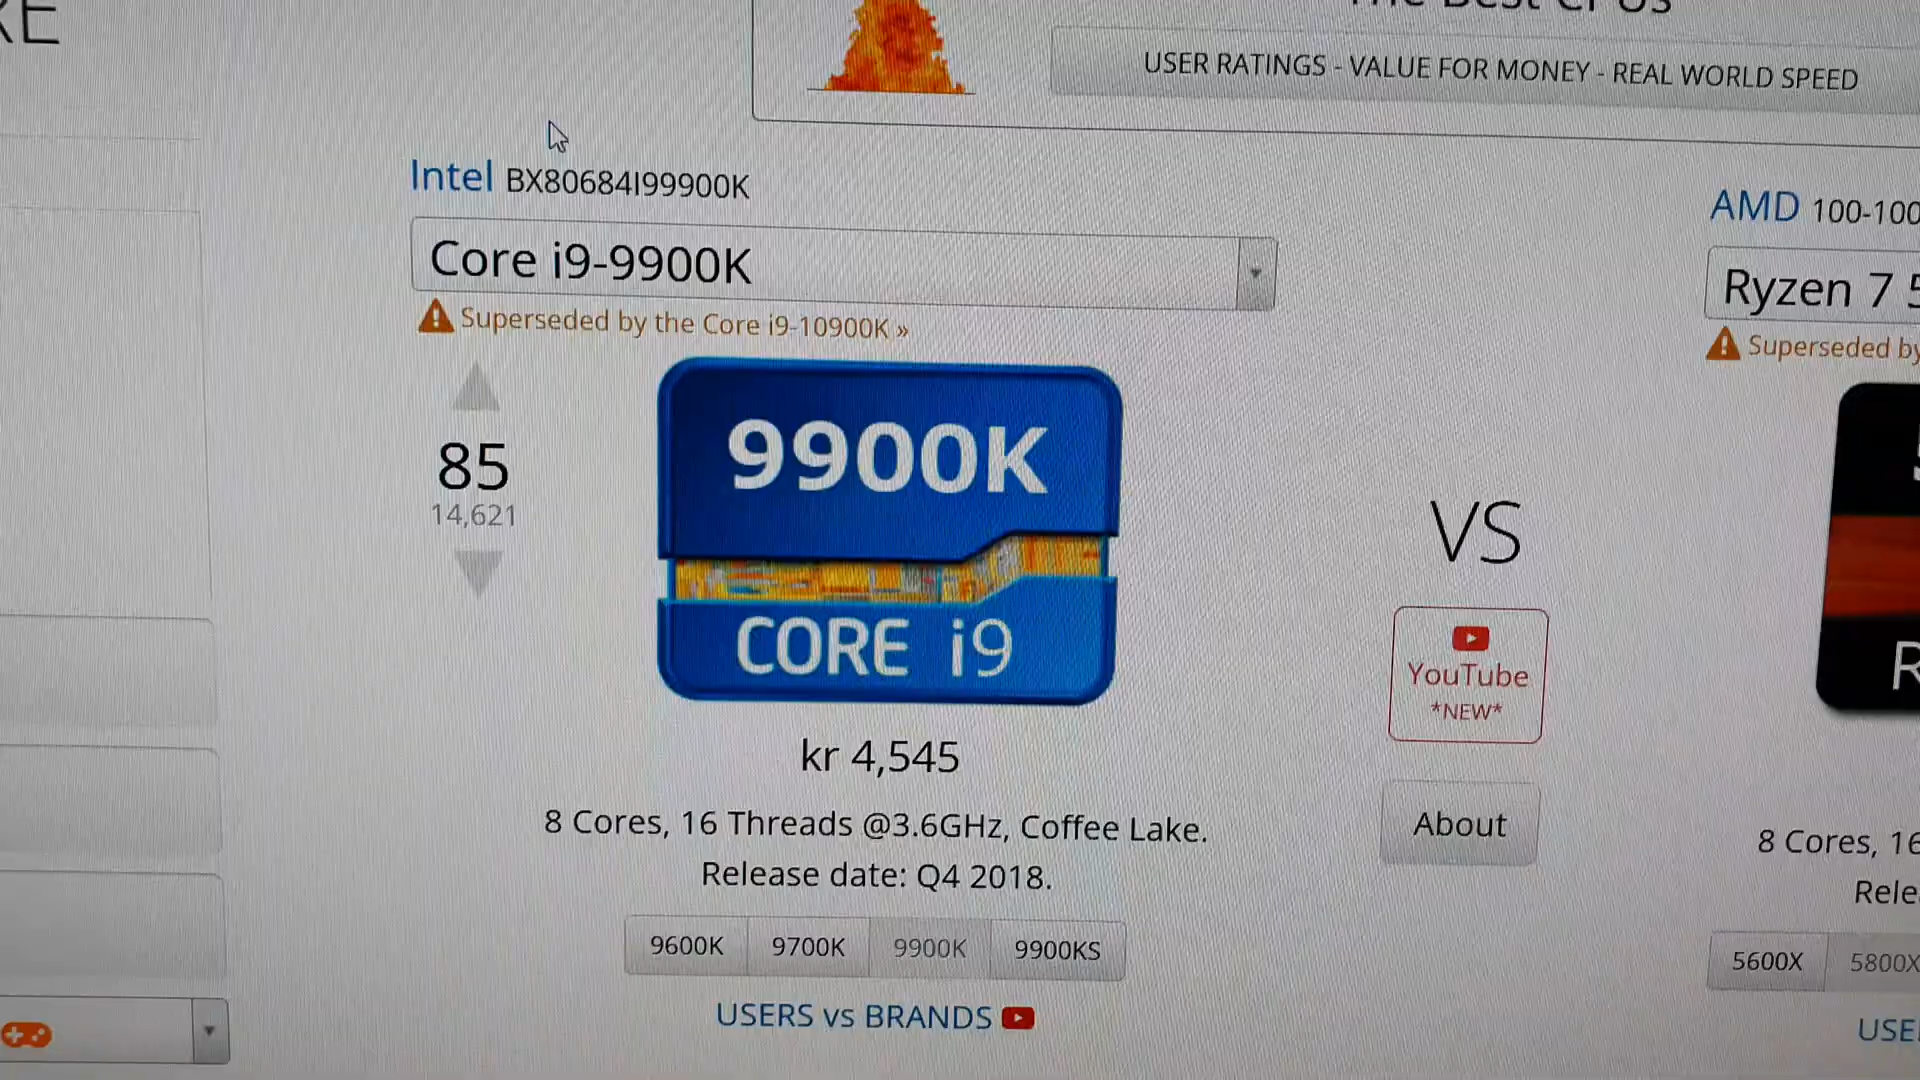 USER RATINGS - VALUE FOR MONEY - REAL WORLD SPEED
Intel BX80684I99900K
Core i9-9900K
Superseded by the Core i9-10900K »
85
14,621
9900K
CORE i9
kr 4,545
8 Cores, 16 Threads @3.6GHz, Coffee Lake.
Release date: Q4 2018.
9600K 9700K 9900K 9900KS
USERS vs BRANDS
VS
YouTube
*NEW*
About
AMD 100-100
Ryzen 7 5
Superseded by
R
8 Cores, 16
Rele
5600X 5800X
USE